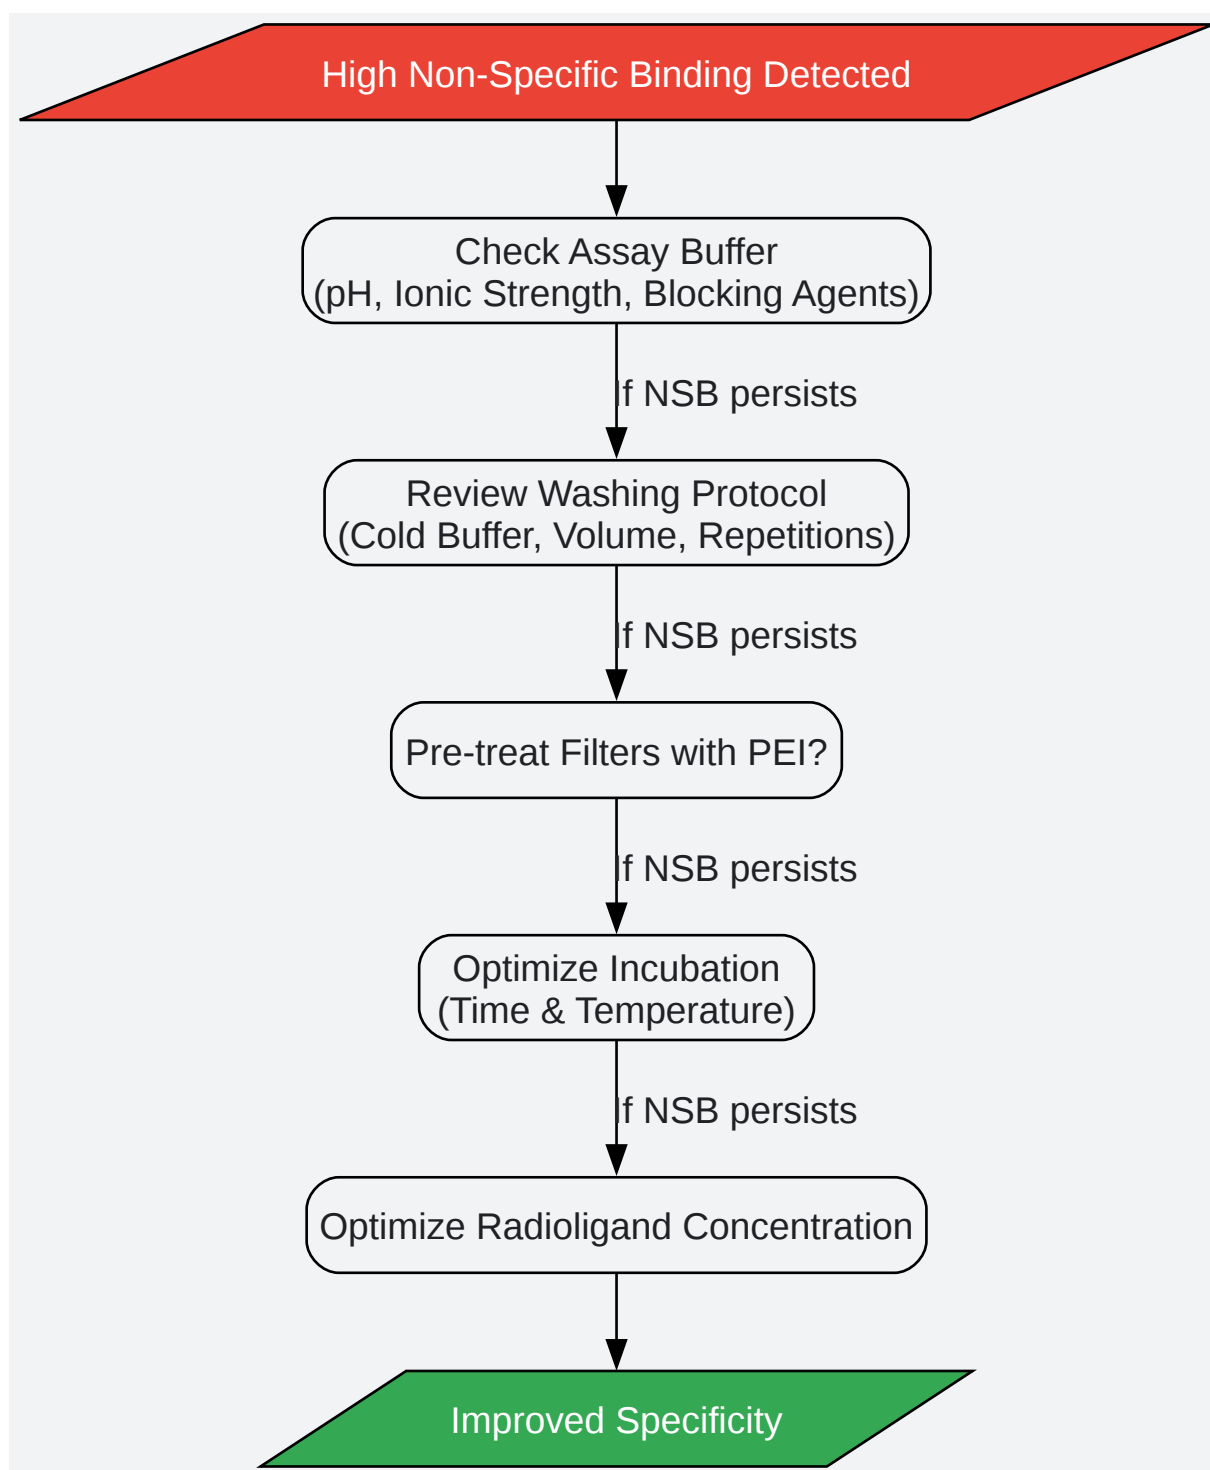 High Non-Specific Binding Detected
Check Assay Buffer
(pH, Ionic Strength, Blocking Agents)
If NSB persists
Review Washing Protocol
(Cold Buffer, Volume, Repetitions)
If NSB persists
Pre-treat Filters with PEI?
If NSB persists
Optimize Incubation
(Time & Temperature)
If NSB persists
Optimize Radioligand Concentration
Improved Specificity